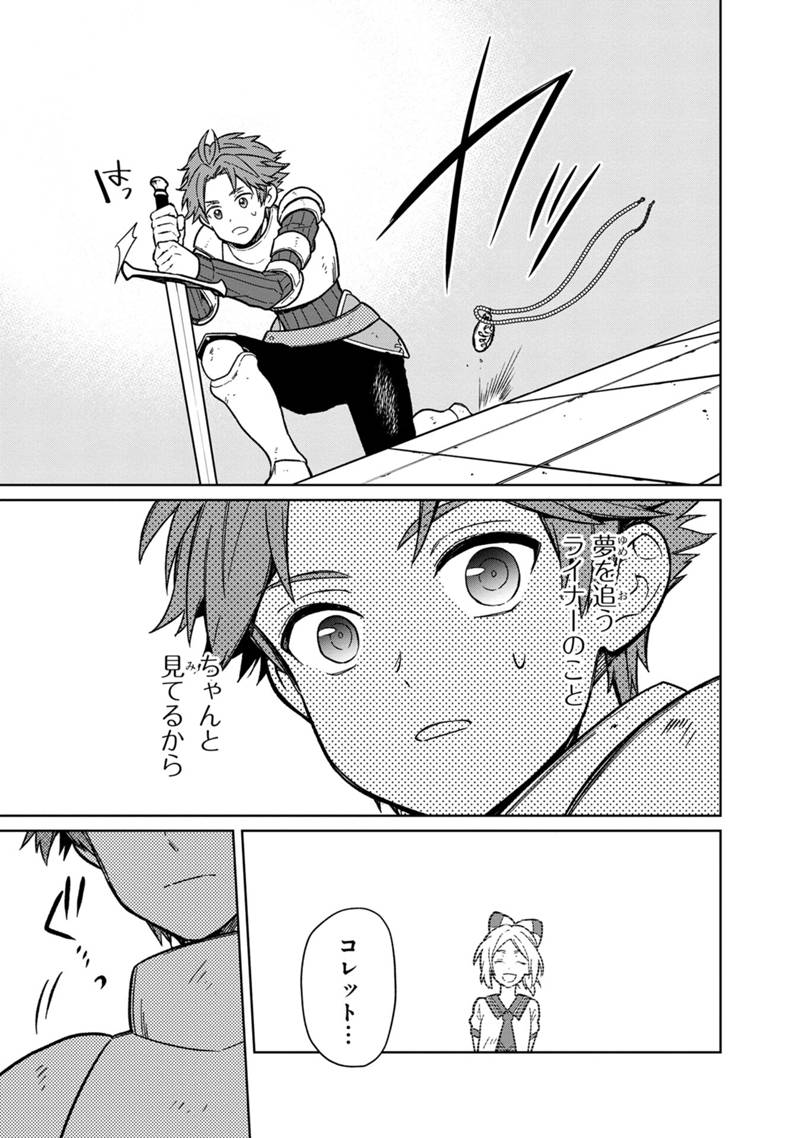 カッ
はっ
夢を追う
ライナーのこと
ちゃんと
見てるから
コレット…
ぐっ